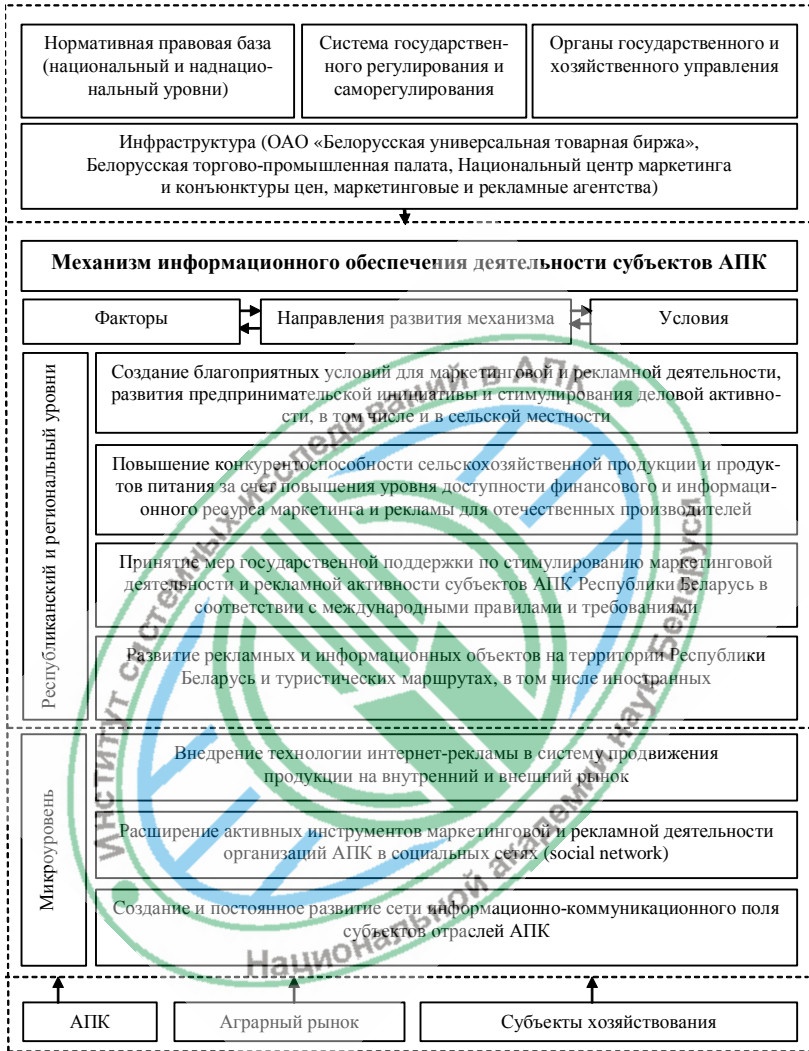 Нормативная правовая база
(национальный и наднацио-
нальный уровни)
Система государствен-
ного регулирования и
саморегулирования
Органы государственного и
хозяйственного управления
Инфраструктура (ОАО «Белорусская универсальная товарная биржа»,
Белорусская торгово-промышленная палата, Национальный центр маркетинга
и конъюнктуры цен, маркетинговые и рекламные агентства)
Механизм информационного обеспечения деятельности субъектов АПК
Факторы
Направления развития механизма
Условия
Республиканский и региональный уровни
Создание благоприятных условий для маркетинговой и рекламной деятельности,
развития предпринимательской инициативы и стимулирования деловой активно-
сти, в том числе и в сельской местности
Повышение конкурентоспособности сельскохозяйственной продукции и продук-
тов питания за счет повышения уровня доступности финансового и информаци-
онного ресурса маркетинга и рекламы для отечественных производителей
Принятие мер государственной поддержки по стимулированию маркетинговой
деятельности и рекламной активности субъектов АПК Республики Беларусь в
соответствии с международными правилами и требованиями
Развитие рекламных и информационных объектов на территории Республики
Беларусь и туристических маршрутах, в том числе иностранных
Микроуровень
Внедрение технологии интернет-рекламы в систему продвижения
продукции на внутренний и внешний рынок
Расширение активных инструментов маркетинговой и рекламной деятельности
организаций АПК в социальных сетях (social network)
Создание и постоянное развитие сети информационно-коммуникационного поля
субъектов отраслей АПК
АПК
Аграрный рынок
Субъекты хозяйствования
Институт системных исследований в АПК
Национальной академии наук Беларуси